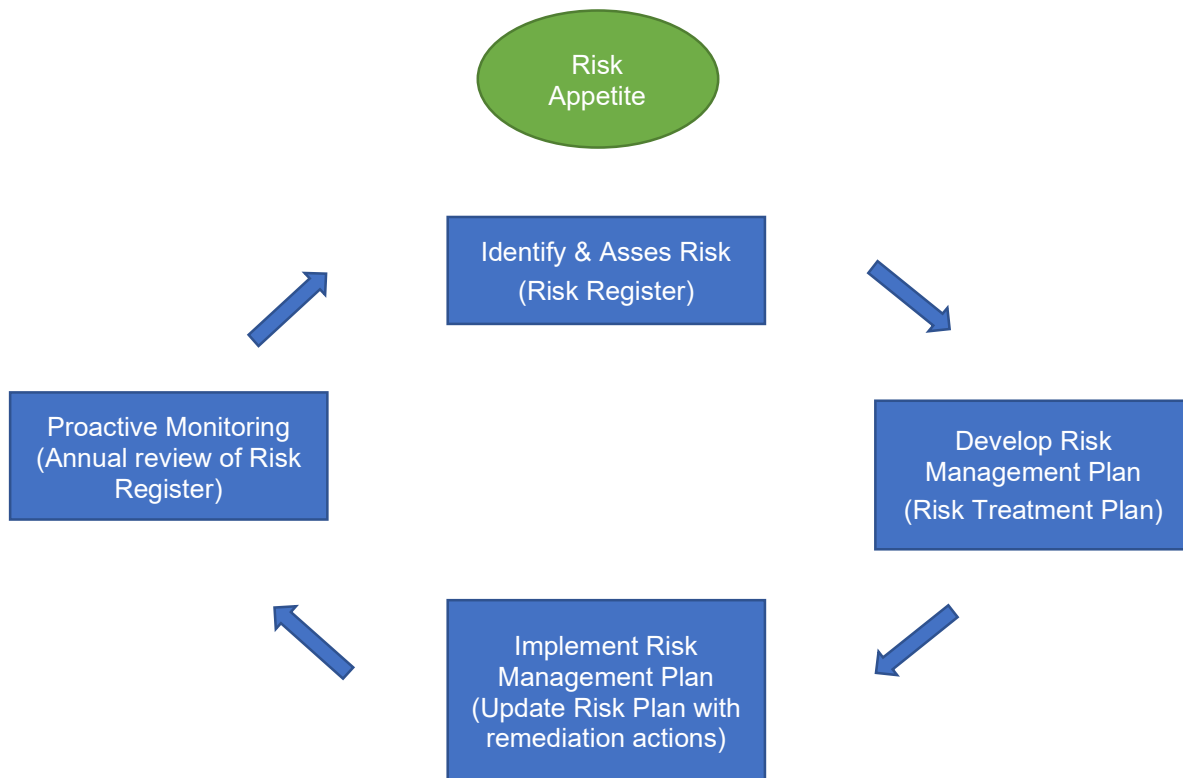 Risk
Appetite
Identify & Asses Risk
(Risk Register)
Proactive Monitoring
(Annual review of Risk
Register)
Develop Risk
Management Plan
(Risk Treatment Plan)
Implement Risk
Management Plan
(Update Risk Plan with
remediation actions)